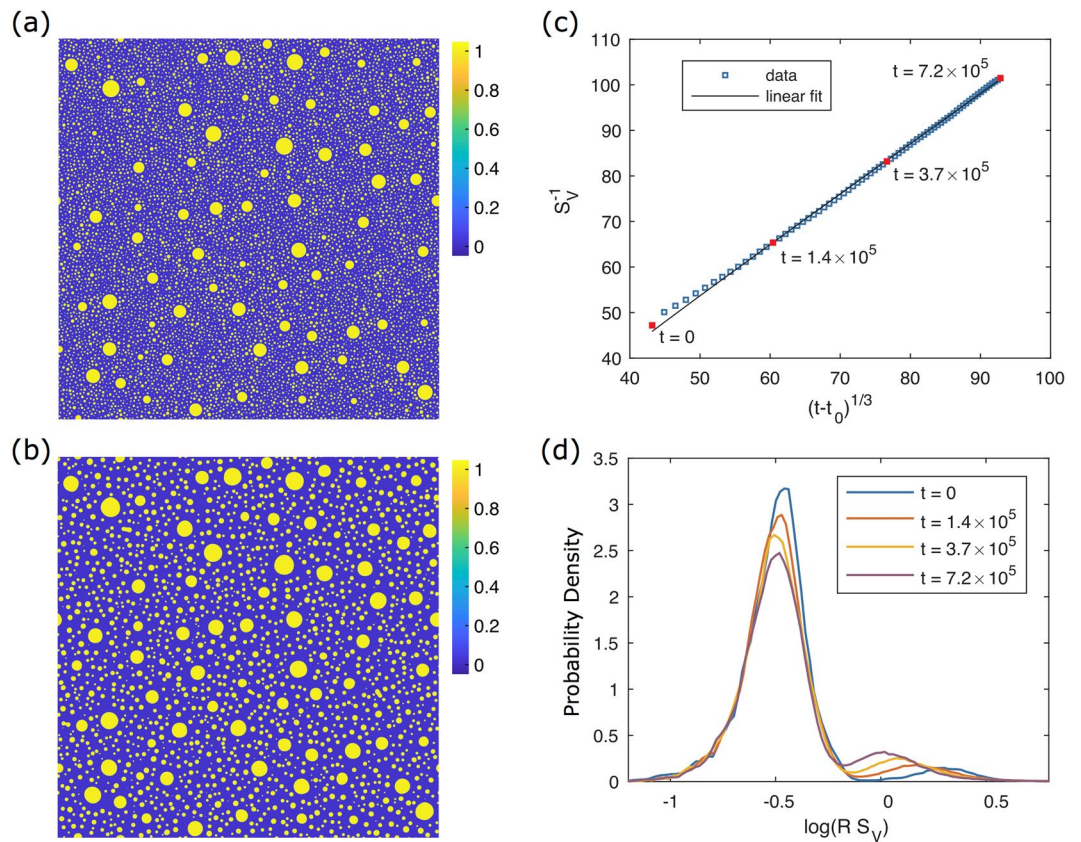 (a)
1
0.8
0.6
0.4
0.2
0
(b)
1
0.8
0.6
0.4
0.2
0
(c)
110
100
90
80
70
60
50
40
S_V^-1
data
linear fit
t = 7.2×10^5
t = 3.7×10^5
t = 1.4×10^5
t = 0
40 50 60 70 80 90 100
(t-t_0)^1/3
(d)
3.5
3
2.5
2
1.5
1
0.5
0
Probability Density
t = 0
t = 1.4×10^5
t = 3.7×10^5
t = 7.2×10^5
-1 -0.5 0 0.5
log(R S_V)